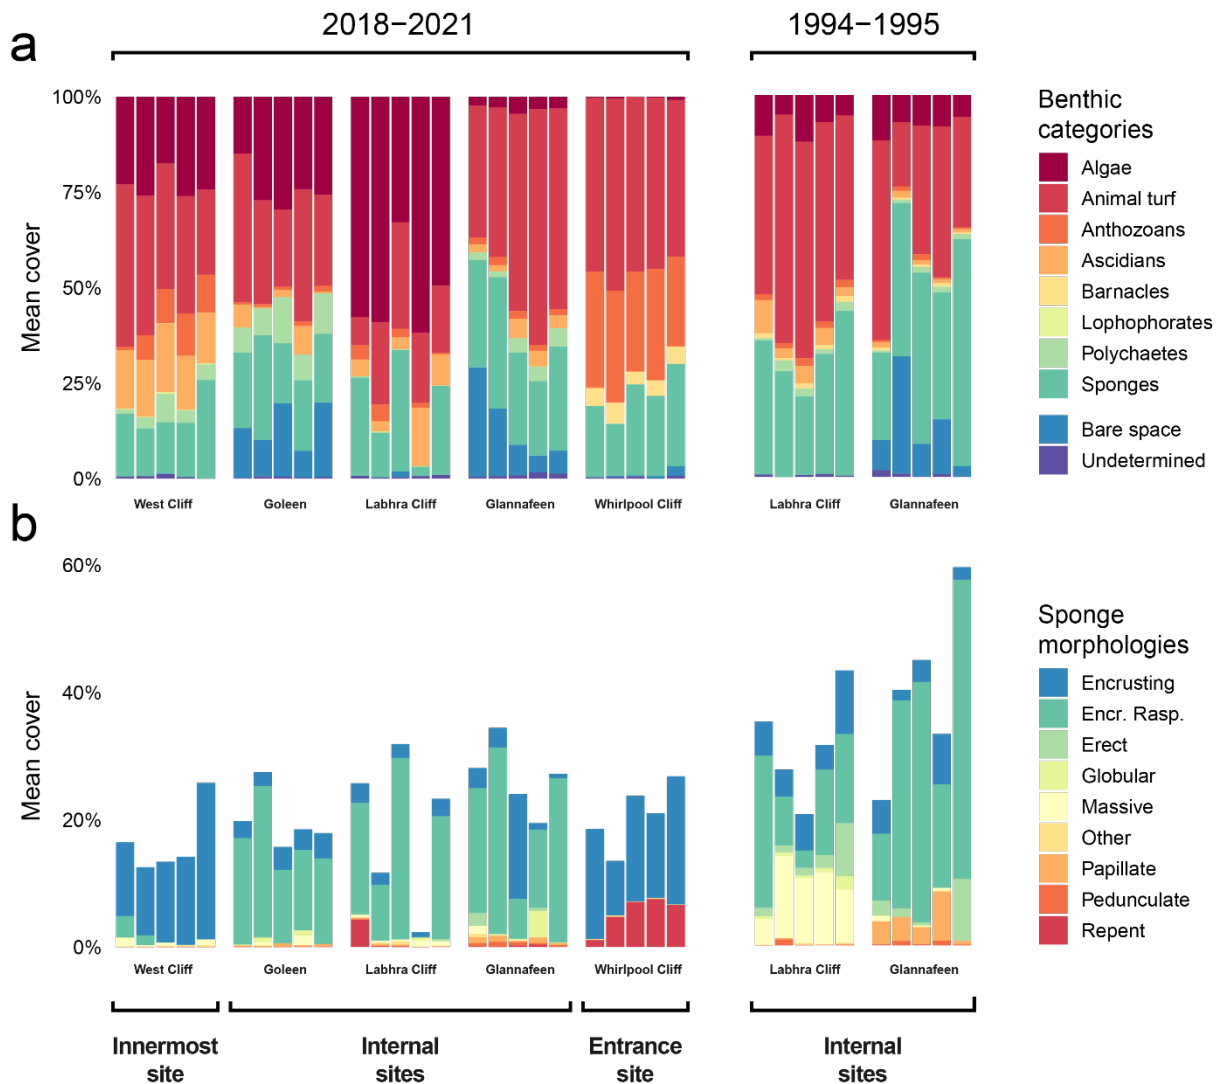 2018−2021
1994−1995
a
100%
75%
50%
25%
0%
Mean cover
West Cliff
Goleen
Labhra Cliff
Glannafeen
Whirlpool Cliff
Labhra Cliff
Glannafeen
Benthic
categories
Algae
Animal turf
Anthozoans
Ascidians
Barnacles
Lophophorates
Polychaetes
Sponges
Bare space
Undetermined
b
60%
40%
20%
0%
Mean cover
West Cliff
Goleen
Labhra Cliff
Glannafeen
Whirlpool Cliff
Labhra Cliff
Glannafeen
Sponge
morphologies
Encrusting
Encr. Rasp.
Erect
Globular
Massive
Other
Papillate
Pedunculate
Repent
Innermost
site
Internal
sites
Entrance
site
Internal
sites